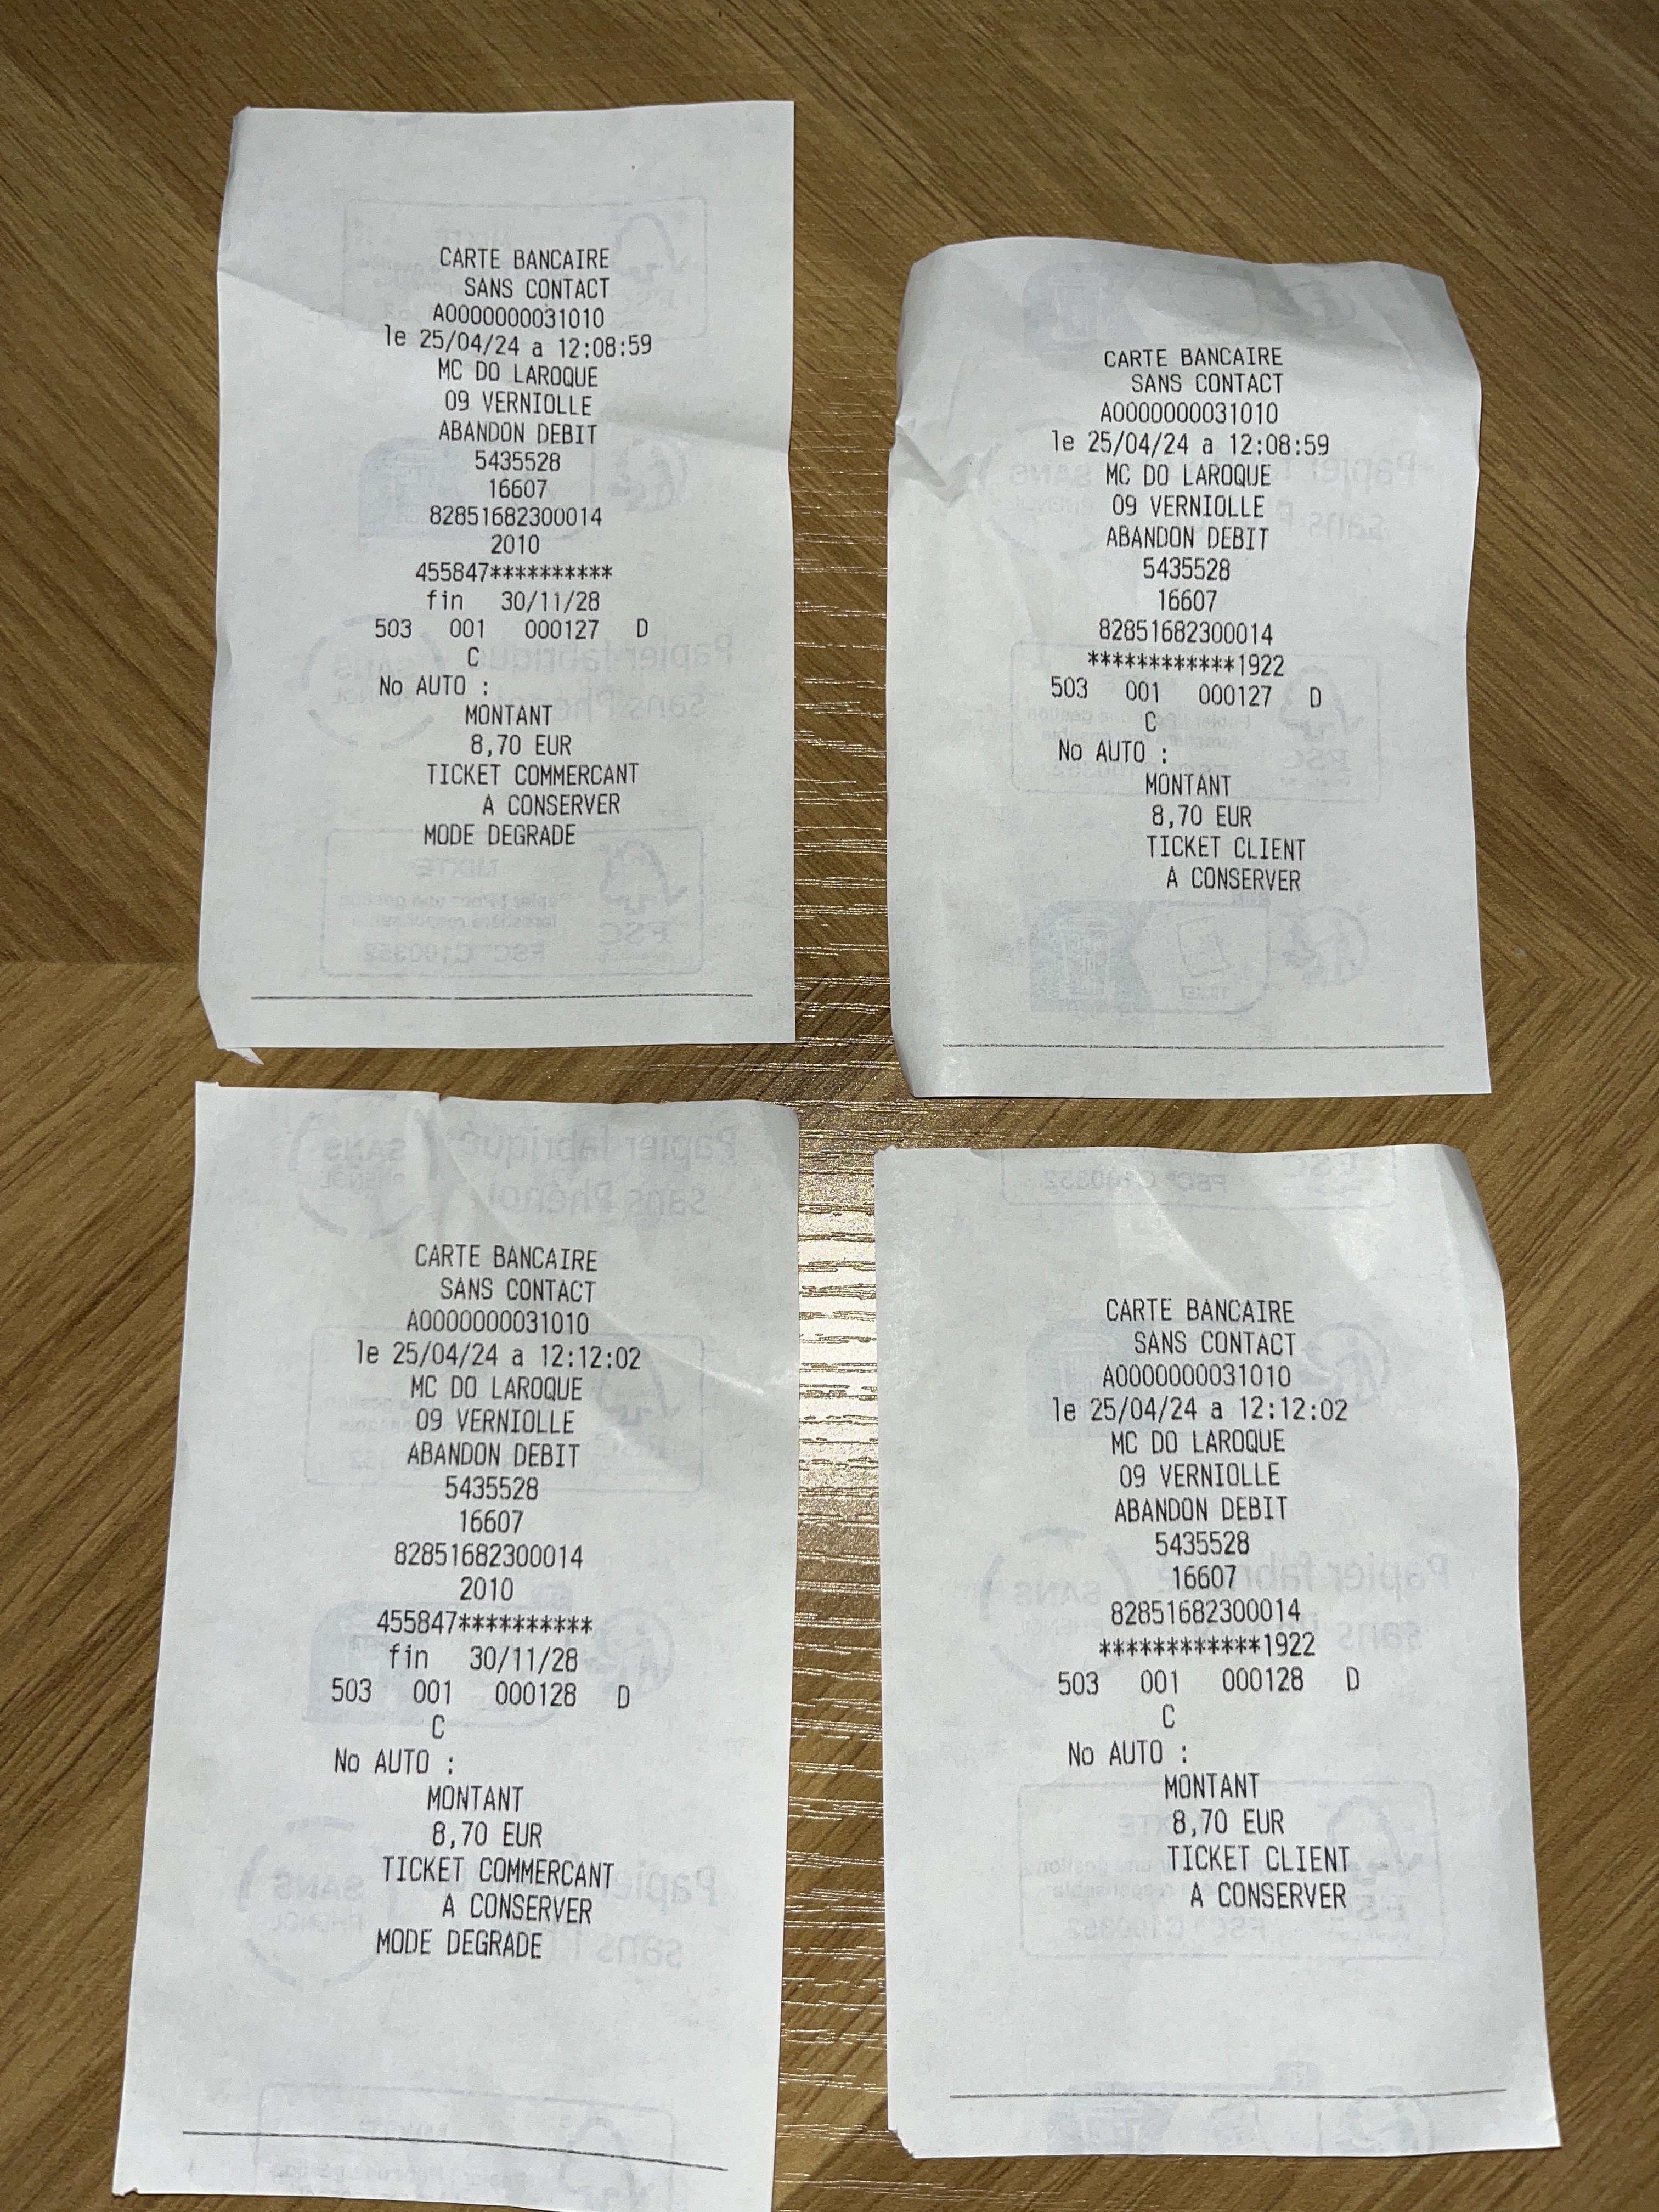 CARTE BANCAIRE
SANS CONTACT
A0000000031010
le 25/04/24 a 12:08:59
MC DO LAROQUE
09 VERNIOLLE
ABANDON DEBIT
5435528
16607
82851682300014
2010
455847**********
fin 30/11/28
503 001 000127 D
C
No AUTO :
MONTANT
8,70 EUR
TICKET COMMERCANT
A CONSERVER
MODE DEGRADE
CARTE BANCAIRE
SANS CONTACT
A0000000031010
le 25/04/24 a 12:08:59
MC DO LAROQUE
09 VERNIOLLE
ABANDON DEBIT
5435528
16607
82851682300014
************1922
503 001 000127 D
C
No AUTO :
MONTANT
8,70 EUR
TICKET CLIENT
A CONSERVER
CARTE BANCAIRE
SANS CONTACT
A0000000031010
le 25/04/24 a 12:12:02
MC DO LAROQUE
09 VERNIOLLE
ABANDON DEBIT
5435528
16607
82851682300014
2010
455847**********
fin 30/11/28
503 001 000128 D
C
No AUTO :
MONTANT
8,70 EUR
TICKET COMMERCANT
A CONSERVER
MODE DEGRADE
CARTE BANCAIRE
SANS CONTACT
A0000000031010
le 25/04/24 a 12:12:02
MC DO LAROQUE
09 VERNIOLLE
ABANDON DEBIT
5435528
16607
82851682300014
************1922
503 001 000128 D
C
No AUTO :
MONTANT
8,70 EUR
TICKET CLIENT
A CONSERVER